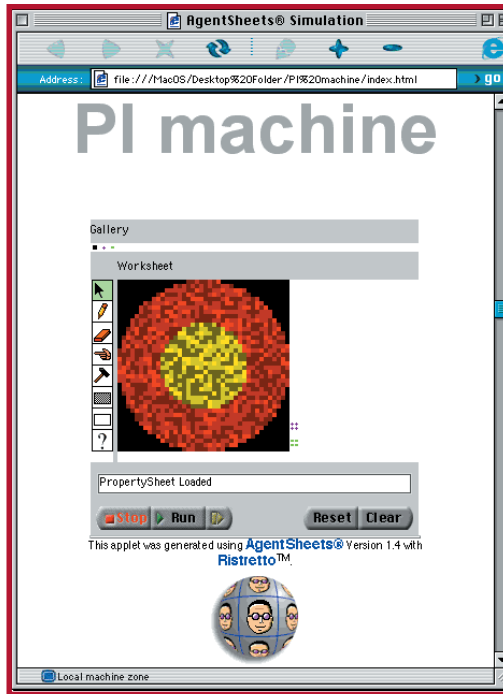 AgentSheets® Simulation
Address: file:///MacOS/Desktop%20Folder/PI%20machine/index.html › go
PI machine
Gallery
Worksheet
?
PropertySheet Loaded
Stop Run Reset Clear
This applet was generated using AgentSheets® Version 1.4 with
Ristretto™.
Local machine zone